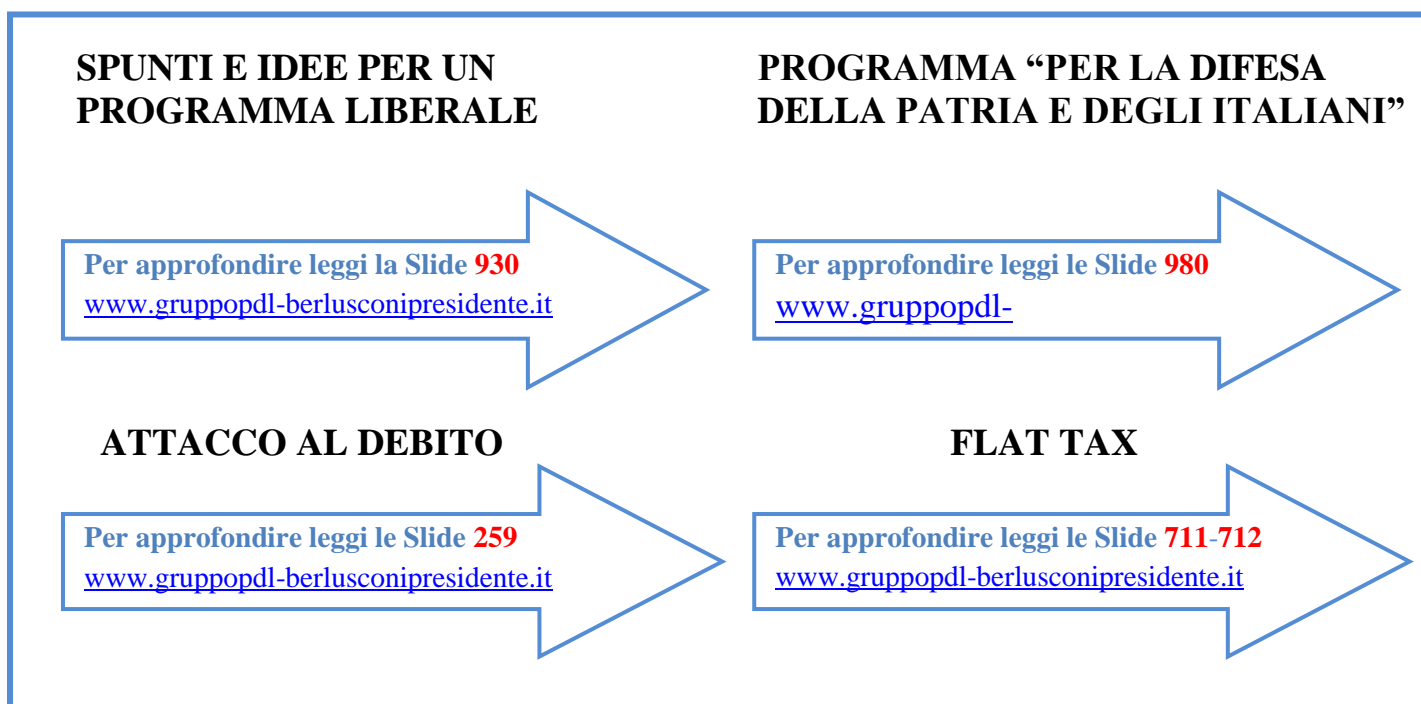 SPUNTI E IDEE PER UN
PROGRAMMA LIBERALE
Per approfondire leggi la Slide 930
www.gruppopdl-berlusconipresidente.it
PROGRAMMA “PER LA DIFESA
DELLA PATRIA E DEGLI ITALIANI”
Per approfondire leggi le Slide 980
www.gruppopdl-
ATTACCO AL DEBITO
Per approfondire leggi le Slide 259
www.gruppopdl-berlusconipresidente.it
FLAT TAX
Per approfondire leggi le Slide 711-712
www.gruppopdl-berlusconipresidente.it